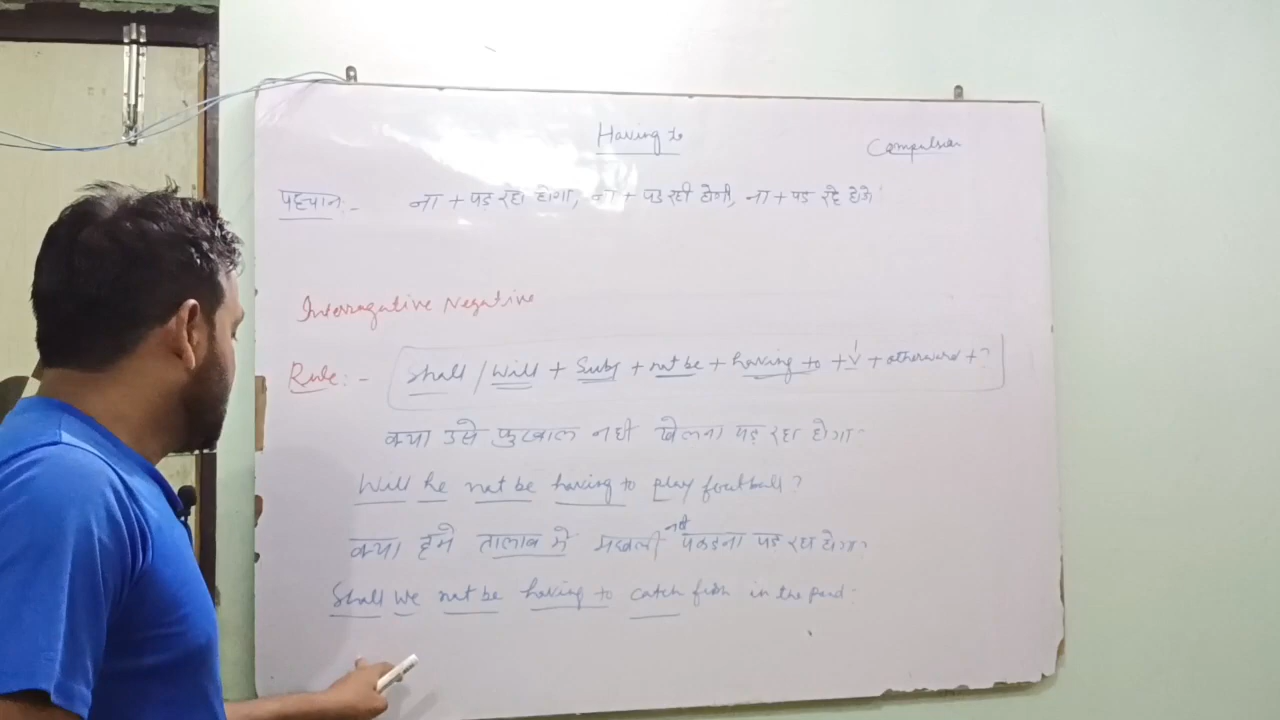 Having to
Compulsion
पहचान:- ना + पड़ रहा होगा, ना + पड़ रही होगी, ना + पड़ रहे होंगे
Interrogative Negative
Rule:- Shall / Will + Subj + not be + having to + V1 + otherword + ?
क्या उसे फुटबाल नही खेलना पड़ रहा होगा?
Will he not be having to play football?
क्या हमे तालाब मे मछली नही पकडना पड़ रहा होगा?
Shall We not be having to catch fish in the pond?